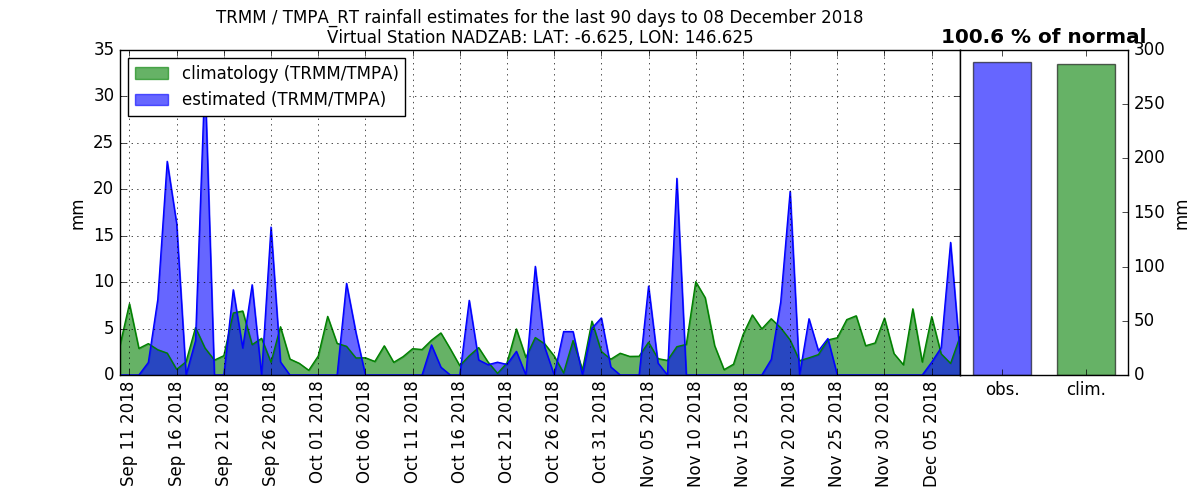 TRMM / TMPA_RT rainfall estimates for the last 90 days to 08 December 2018
Virtual Station NADZAB: LAT: -6.625, LON: 146.625
100.6 % of normal
climatology (TRMM/TMPA)
estimated (TRMM/TMPA)
35
30
25
20
15
10
5
0
mm
300
250
200
150
100
50
0
mm
Sep 11 2018
Sep 16 2018
Sep 21 2018
Sep 26 2018
Oct 01 2018
Oct 06 2018
Oct 11 2018
Oct 16 2018
Oct 21 2018
Oct 26 2018
Oct 31 2018
Nov 05 2018
Nov 10 2018
Nov 15 2018
Nov 20 2018
Nov 25 2018
Nov 30 2018
Dec 05 2018
obs.
clim.